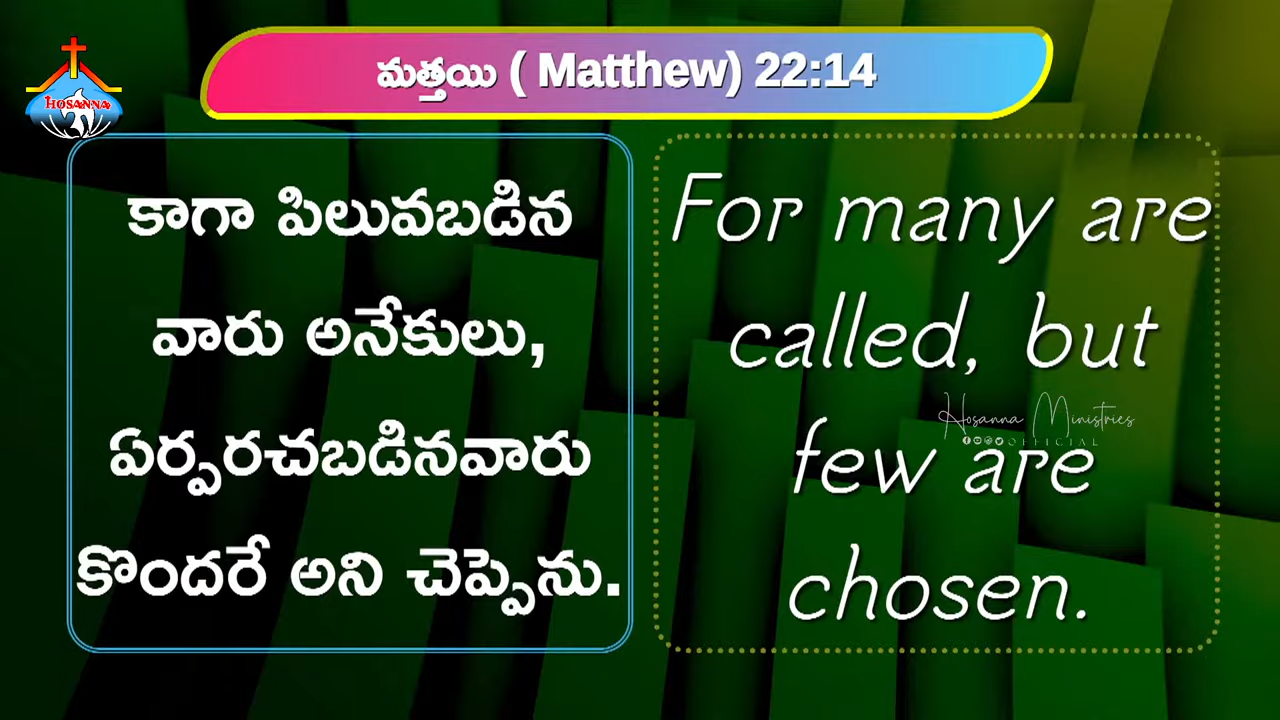 మత్తయి ( Matthew) 22:14
HOSANNA
కాగా పిలువబడిన
వారు అనేకులు,
ఏర్పరచబడినవారు
కొందరే అని చెప్పెను.
For many are
called, but
few are
chosen.
Hosanna Ministries
OFFICIAL